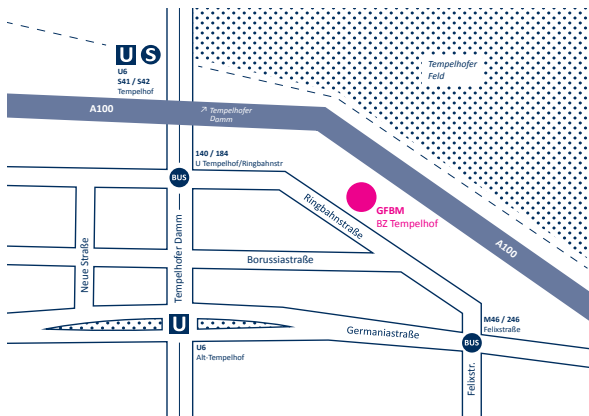 U S
U6
S41 / S42
Tempelhof
Tempelhofer
Feld
A100
↗ Tempelhofer
Damm
140 / 184
U Tempelhof/Ringbahnstr
BUS
GFBM
BZ Tempelhof
Ringbahnstraße
A100
Neue Straße
Tempelhofer Damm
Borussiastraße
U
U6
Alt-Tempelhof
Germaniastraße
M46 / 246
Felixstraße
BUS
Felixstr.